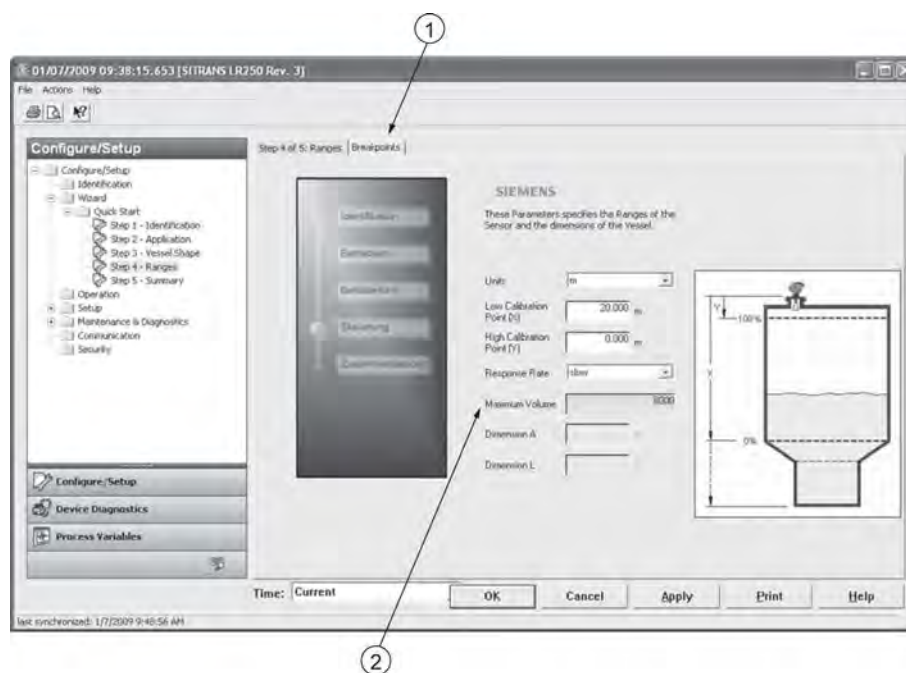 1
01/07/2009 09:38:15.653 [SITRANS LR250 Rev. 3]
File Actions Help
Configure/Setup
Configure/Setup
Identification
Wizard
Quick Start
Step 1 - Identification
Step 2 - Application
Step 3 - Vessel Shape
Step 4 - Ranges
Step 5 - Summary
Operation
Setup
Maintenance & Diagnostics
Communication
Security
Configure/Setup
Device Diagnostics
Process Variables
Step 4 of 5: Ranges
Breakpoints
Identification
SIEMENS
These Parameters specifies the Ranges of the
Sensor and the dimensions of the Vessel.
Units m
Low Calibration
Point (X) 20.000 m
High Calibration
Point (Y) 0.000 m
Response Rate slow
Maximum Volume 8000
Dimension A
Dimension L
Y
100%
X
0%
Time: Current
OK Cancel Apply Print Help
last synchronized: 1/7/2009 9:48:56 AM
2